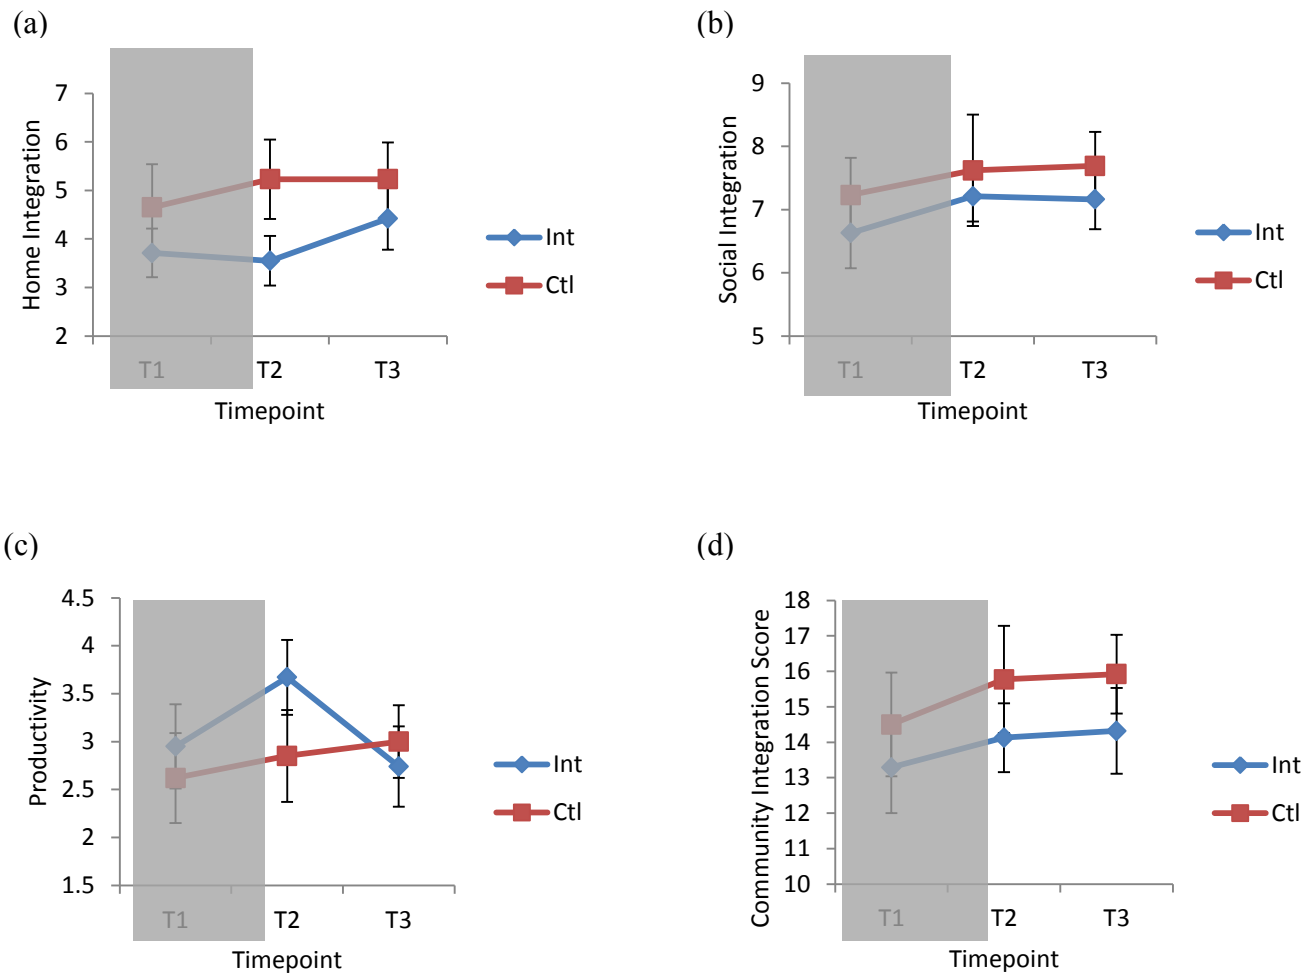 (a)
Home Integration
7
6
5
4
3
2
T1 T2 T3
Timepoint
Int
Ctl
(b)
Social Integration
9
8
7
6
5
T1 T2 T3
Timepoint
Int
Ctl
(c)
Productivity
4.5
4
3.5
3
2.5
2
1.5
T1 T2 T3
Timepoint
Int
Ctl
(d)
Community Integration Score
18
17
16
15
14
13
12
11
10
T1 T2 T3
Timepoint
Int
Ctl